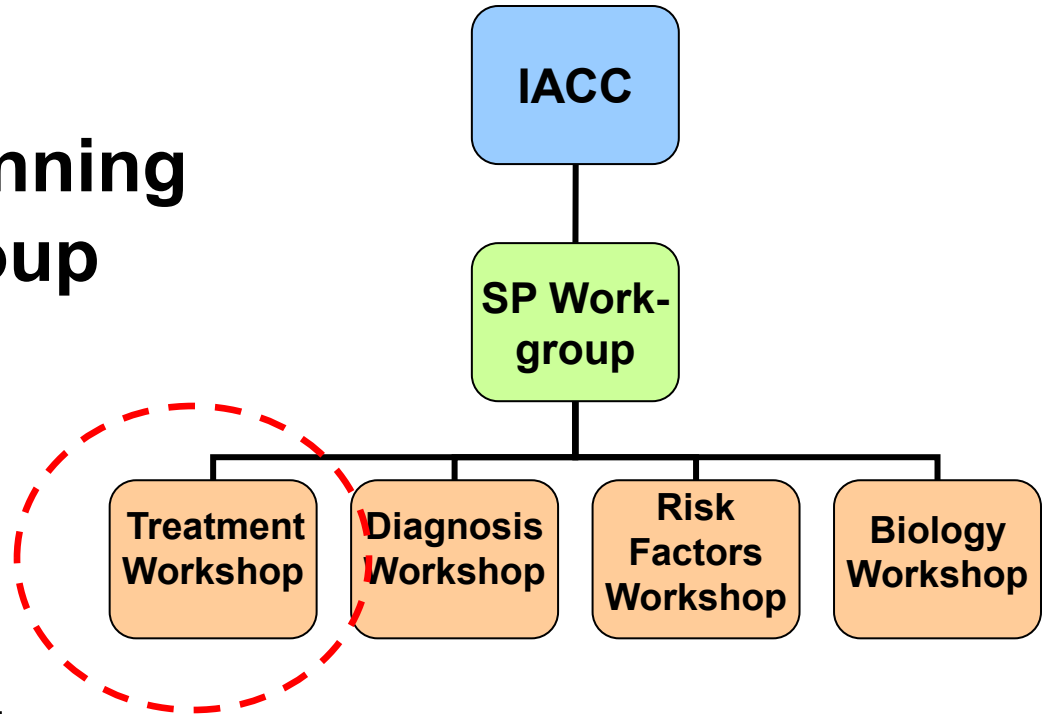 IACC
nning
oup
SP Work-
group
Treatment
Workshop
Diagnosis
Workshop
Risk
Factors
Workshop
Biology
Workshop